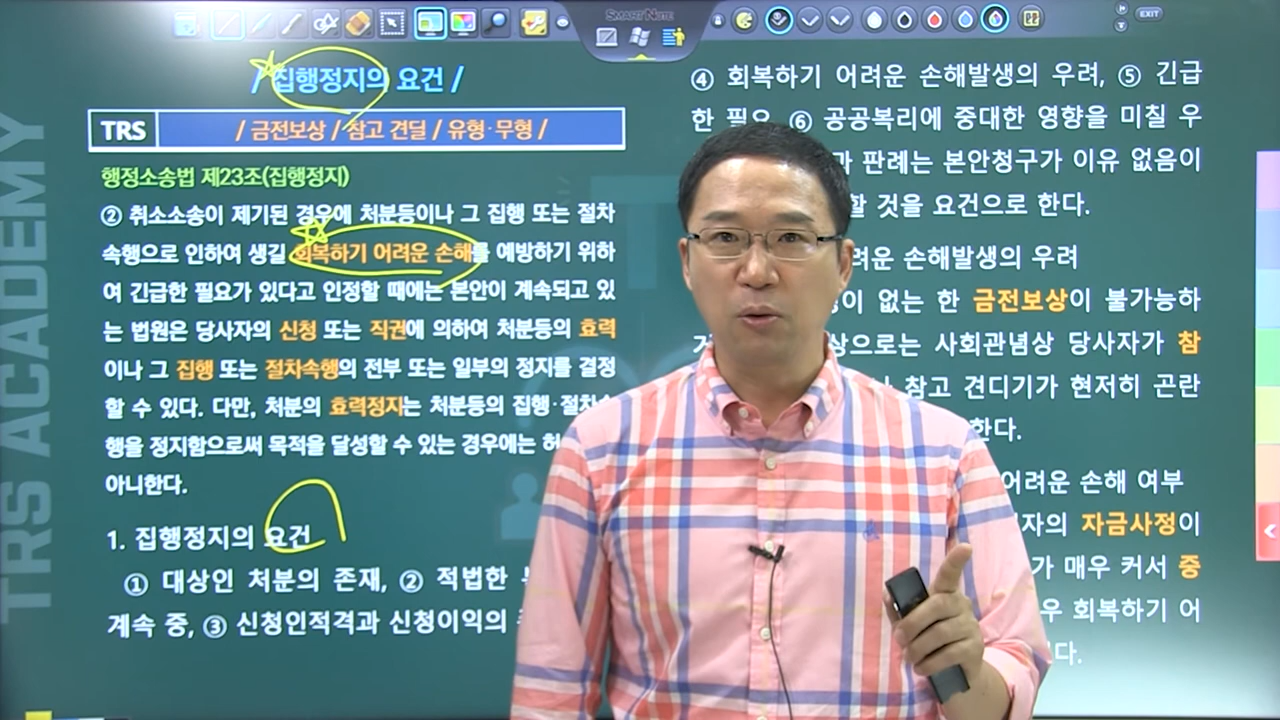 SMARTNOTE
EXIT
TRS ACADEMY
/ 집행정지의 요건 /
TRS / 금전보상 / 참고 견딜 / 유형·무형 /
행정소송법 제23조(집행정지)
② 취소소송이 제기된 경우에 처분등이나 그 집행 또는 절차
속행으로 인하여 생길 회복하기 어려운 손해를 예방하기 위하
여 긴급한 필요가 있다고 인정할 때에는 본안이 계속되고 있
는 법원은 당사자의 신청 또는 직권에 의하여 처분등의 효력
이나 그 집행 또는 절차속행의 전부 또는 일부의 정지를 결정
할 수 있다. 다만, 처분의 효력정지는 처분등의 집행·절차속
행을 정지함으로써 목적을 달성할 수 있는 경우에는 허
아니한다.
1. 집행정지의 요건
① 대상인 처분의 존재, ② 적법한
계속 중, ③ 신청인적격과 신청이익의
④ 회복하기 어려운 손해발생의 우려, ⑤ 긴급
한 필요, ⑥ 공공복리에 중대한 영향을 미칠 우
판례는 본안청구가 이유 없음이
할 것을 요건으로 한다.
려운 손해발생의 우려
이 없는 한 금전보상이 불가능하
상으로는 사회관념상 당사자가 참
참고 견디기가 현저히 곤란
한다.
어려운 손해 여부
자의 자금사정이
가 매우 커서 중
우 회복하기 어
다.